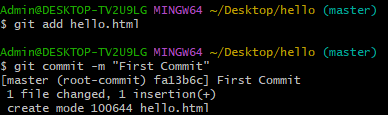 Admin@DESKTOP-TV2U9LG MINGW64 ~/Desktop/hello (master)
$ git add hello.html
Admin@DESKTOP-TV2U9LG MINGW64 ~/Desktop/hello (master)
$ git commit -m "First Commit"
[master (root-commit) fa13b6c] First Commit
 1 file changed, 1 insertion(+)
 create mode 100644 hello.html